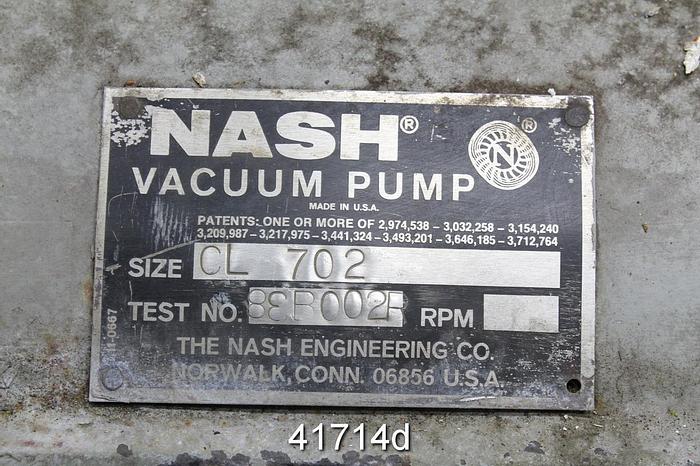 NASH®
N ®
VACUUM PUMP
MADE IN U.S.A.
PATENTS: ONE OR MORE OF 2,974,538 – 3,032,258 – 3,154,240
3,209,987 – 3,217,975 – 3,441,324 – 3,493,201 – 3,646,185 – 3,712,764
SIZE CL 702
TEST NO. RPM
THE NASH ENGINEERING CO.
NORWALK, CONN. 06856 U.S.A.
41714d